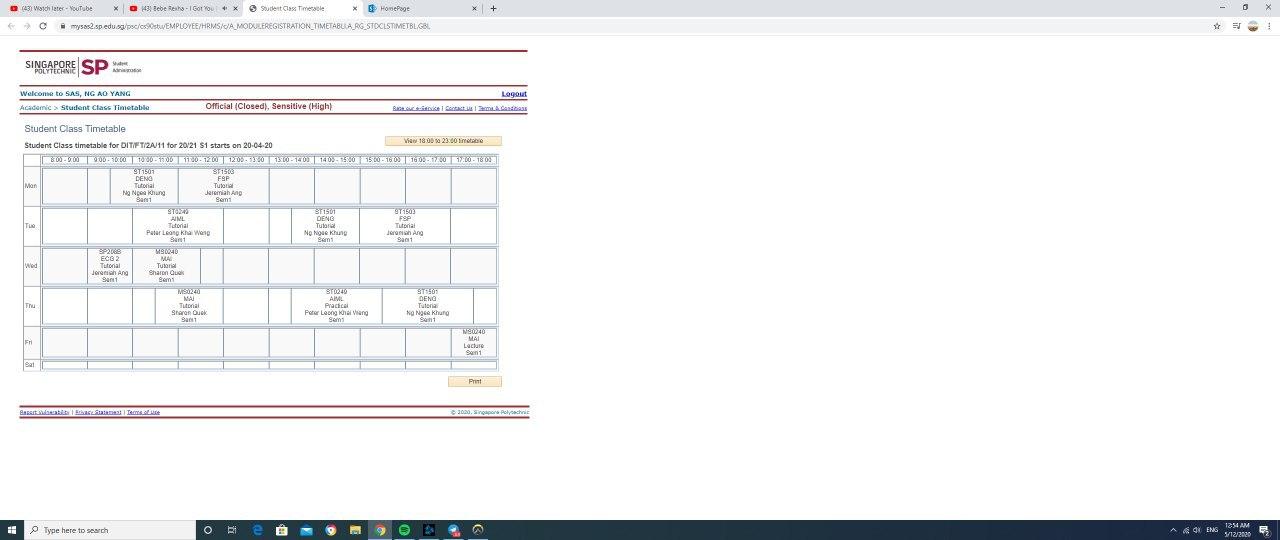 (43) Watch later - YouTube
(43) Bebe Rexha - I Got You |
Student Class Timetable
HomePage
mysas2.sp.edu.sg/psc/cs90stu/EMPLOYEE/HRMS/c/A_MODULEREGISTRATION_TIMETABLI.A_RG_STDCLSTIMETBL.GBL
SINGAPORE POLYTECHNIC SP Student Administration
Welcome to SAS, NG AO YANG Logout
Academic > Student Class Timetable Official (Closed), Sensitive (High) Rate our e-Service | Contact Us | Terms & Conditions
Student Class Timetable
View 18:00 to 23:00 timetable
Student Class timetable for DIT/FT/2A/11 for 20/21 S1 starts on 20-04-20
8:00 - 9:00 9:00 - 10:00 10:00 - 11:00 11:00 - 12:00 12:00 - 13:00 13:00 - 14:00 14:00 - 15:00 15:00 - 16:00 16:00 - 17:00 17:00 - 18:00
Mon
ST1501
DENG
Tutorial
Ng Ngee Khung
Sem1
ST1503
FSP
Tutorial
Jeremiah Ang
Sem1
Tue
ST0249
AIML
Tutorial
Peter Leong Khai Weng
Sem1
ST1501
DENG
Tutorial
Ng Ngee Khung
Sem1
ST1503
FSP
Tutorial
Jeremiah Ang
Sem1
Wed
SP208B
ECG 2
Tutorial
Jeremiah Ang
Sem1
MS0240
MAI
Tutorial
Sharon Quek
Sem1
Thu
MS0240
MAI
Tutorial
Sharon Quek
Sem1
ST0249
AIML
Practical
Peter Leong Khai Weng
Sem1
ST1501
DENG
Tutorial
Ng Ngee Khung
Sem1
Fri
MS0240
MAI
Lecture
Sem1
Sat
Print
Report Vulnerability | Privacy Statement | Terms of Use © 2020, Singapore Polytechnic
Type here to search
ENG
12:54 AM
5/12/2020